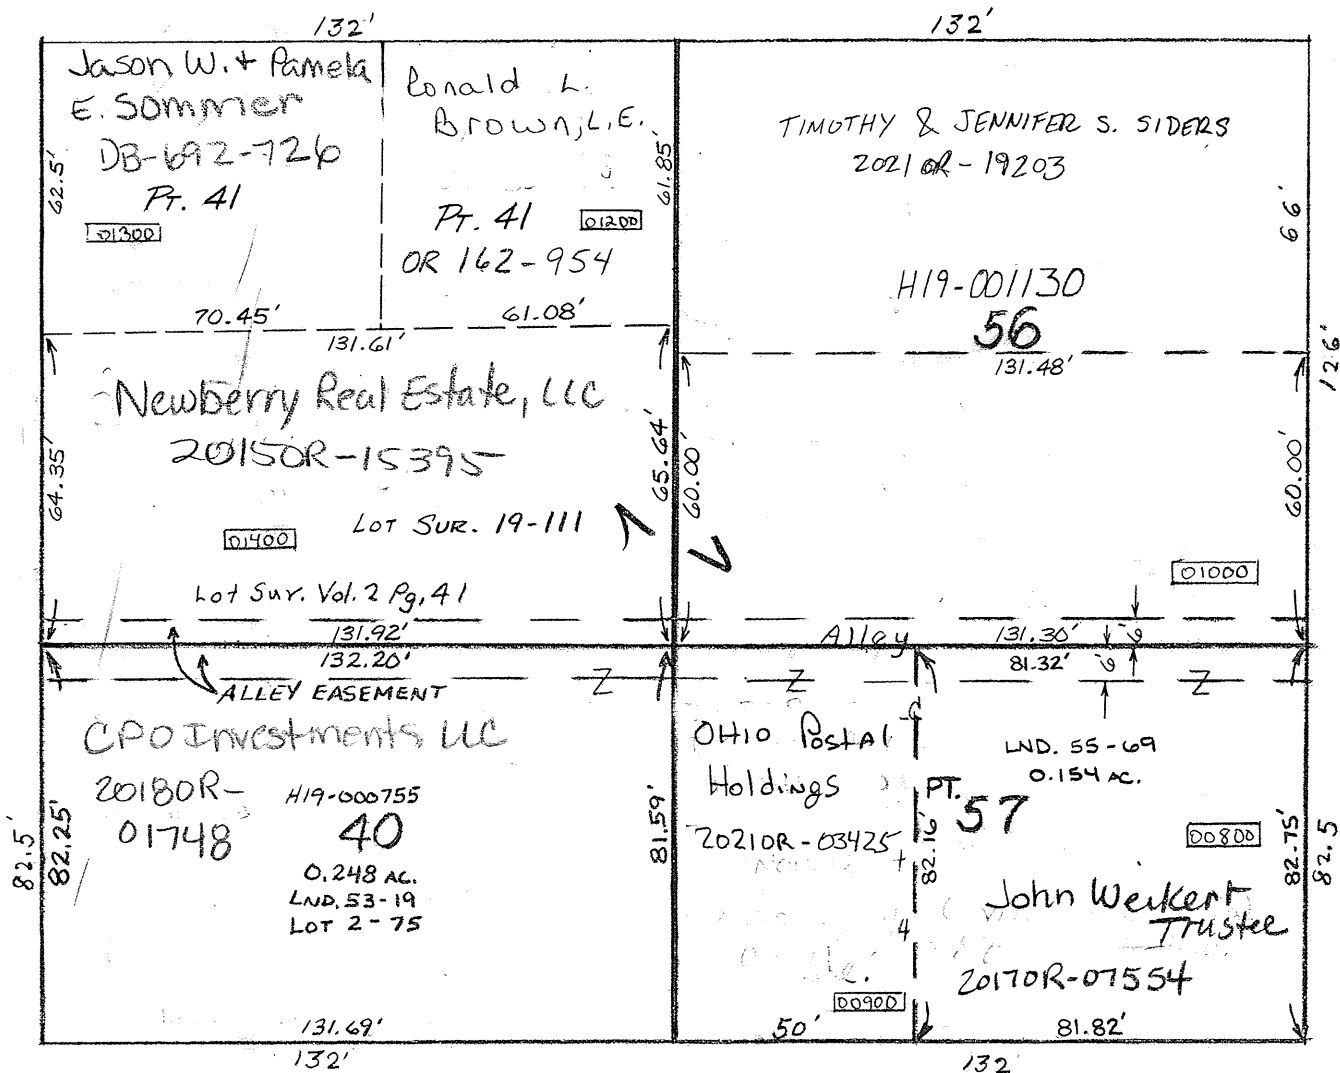 132'
132'
Jason W. + Pamela
E. Sommer
DB-692-726
Pt. 41
01300
62.5'
Ronald L.
Brown, L.E.
Pt. 41
01200
OR 162-954
61.85'
TIMOTHY & JENNIFER S. SIDERS
2021 OR - 19203
66'
H19-001130
56
131.48'
126'
70.45'
61.08'
131.61'
Newberry Real Estate, LLC
2015OR-15395
64.35'
65.64'
60.00'
60.00'
LOT SUR. 19-111
01400
Lot Sur. Vol. 2 Pg. 41
01000
131.92'
Alley
131.30'
6'
132.20'
81.32'
6'
ALLEY EASEMENT
Z
Z
Z
CPO Investments LLC
2018OR-
01748
H19-000755
40
0.248 AC.
LND. 53-19
LOT 2-75
82.5'
82.25'
81.59'
OHIO Postal
Holdings
2021OR-03425
82.16'
LND. 55-69
0.154 AC.
PT.
57
00800
82.75'
82.5
John Weikert
Trustee
2017OR-07554
4
00900
131.69'
50'
81.82'
132'
132